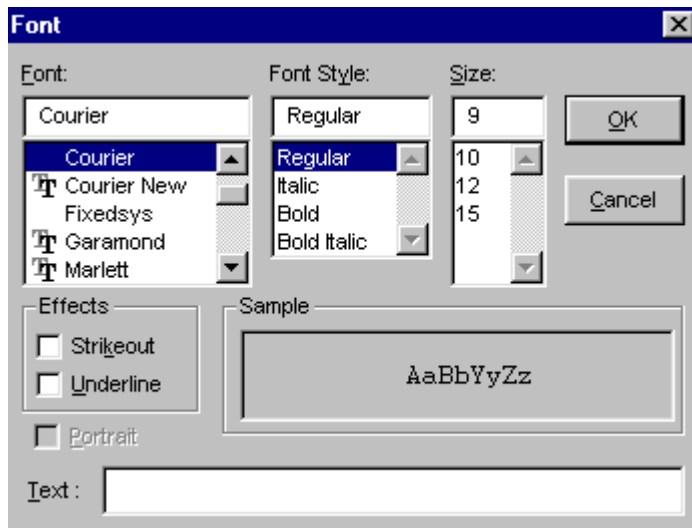 Font
Font: Font Style: Size:
Courier Regular 9 OK
Courier Regular 10
Courier New Italic 12 Cancel
Fixedsys Bold 15
Garamond Bold Italic
Marlett
Effects Sample
Strikeout
AaBbYyZz
Underline
Portrait
Text :